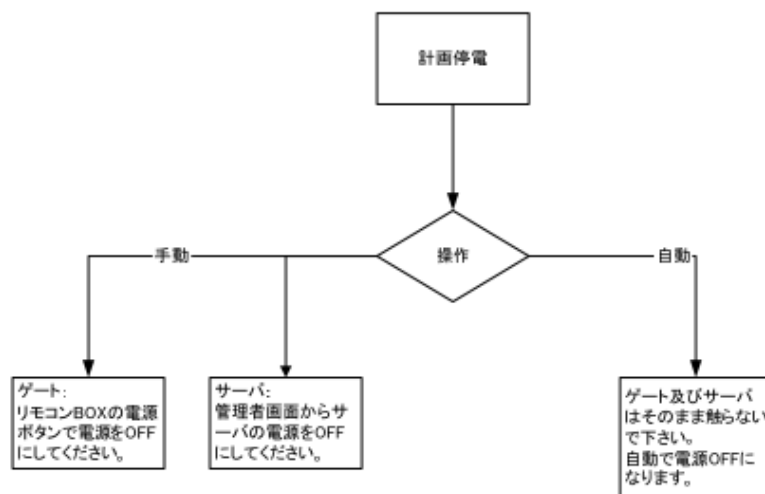 計画停電
操作
手動
自動
ゲート:
リモコンBOXの電源
ボタンで電源をOFF
にしてください。
サーバ:
管理者画面からサ
ーバの電源をOFF
にしてください。
ゲート及びサーバ
はそのまま触らない
で下さい。
自動で電源OFFに
なります。